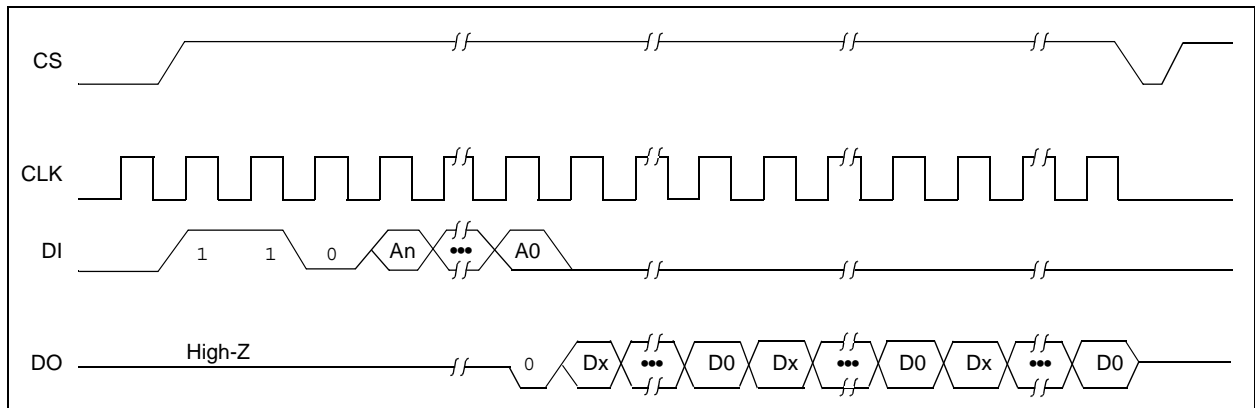 CS
CLK
DI 1 1 0 An ••• A0
High-Z
DO 0 Dx ••• D0 Dx ••• D0 Dx ••• D0